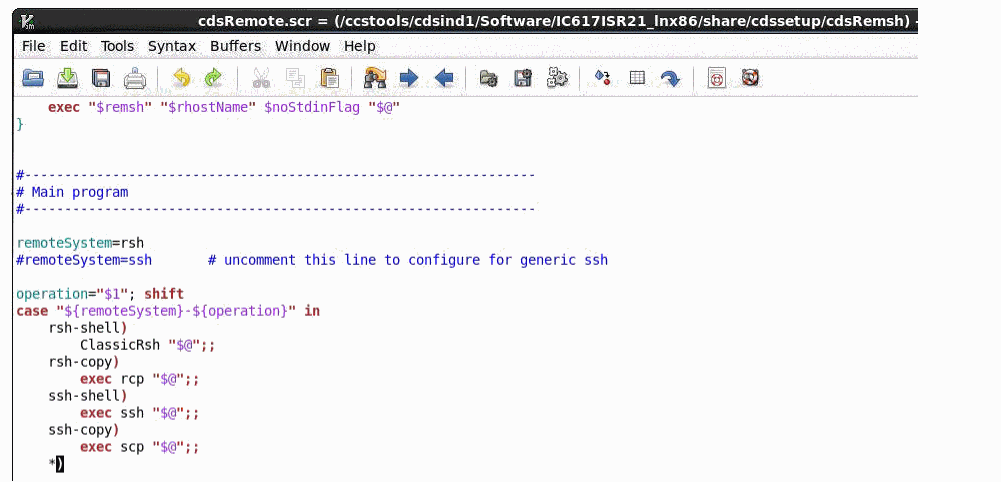 cdsRemote.scr = (/ccstools/cdsind1/Software/IC617ISR21_lnx86/share/cdssetup/cdsRemsh) -
File Edit Tools Syntax Buffers Window Help
    exec "$remsh" "$rhostName" $noStdinFlag "$@"
}
#----------------------------------------------------------------
# Main program
#----------------------------------------------------------------
remoteSystem=rsh
#remoteSystem=ssh       # uncomment this line to configure for generic ssh
operation="$1"; shift
case "${remoteSystem}-${operation}" in
    rsh-shell)
        ClassicRsh "$@";;
    rsh-copy)
        exec rcp "$@";;
    ssh-shell)
        exec ssh "$@";;
    ssh-copy)
        exec scp "$@";;
    *)